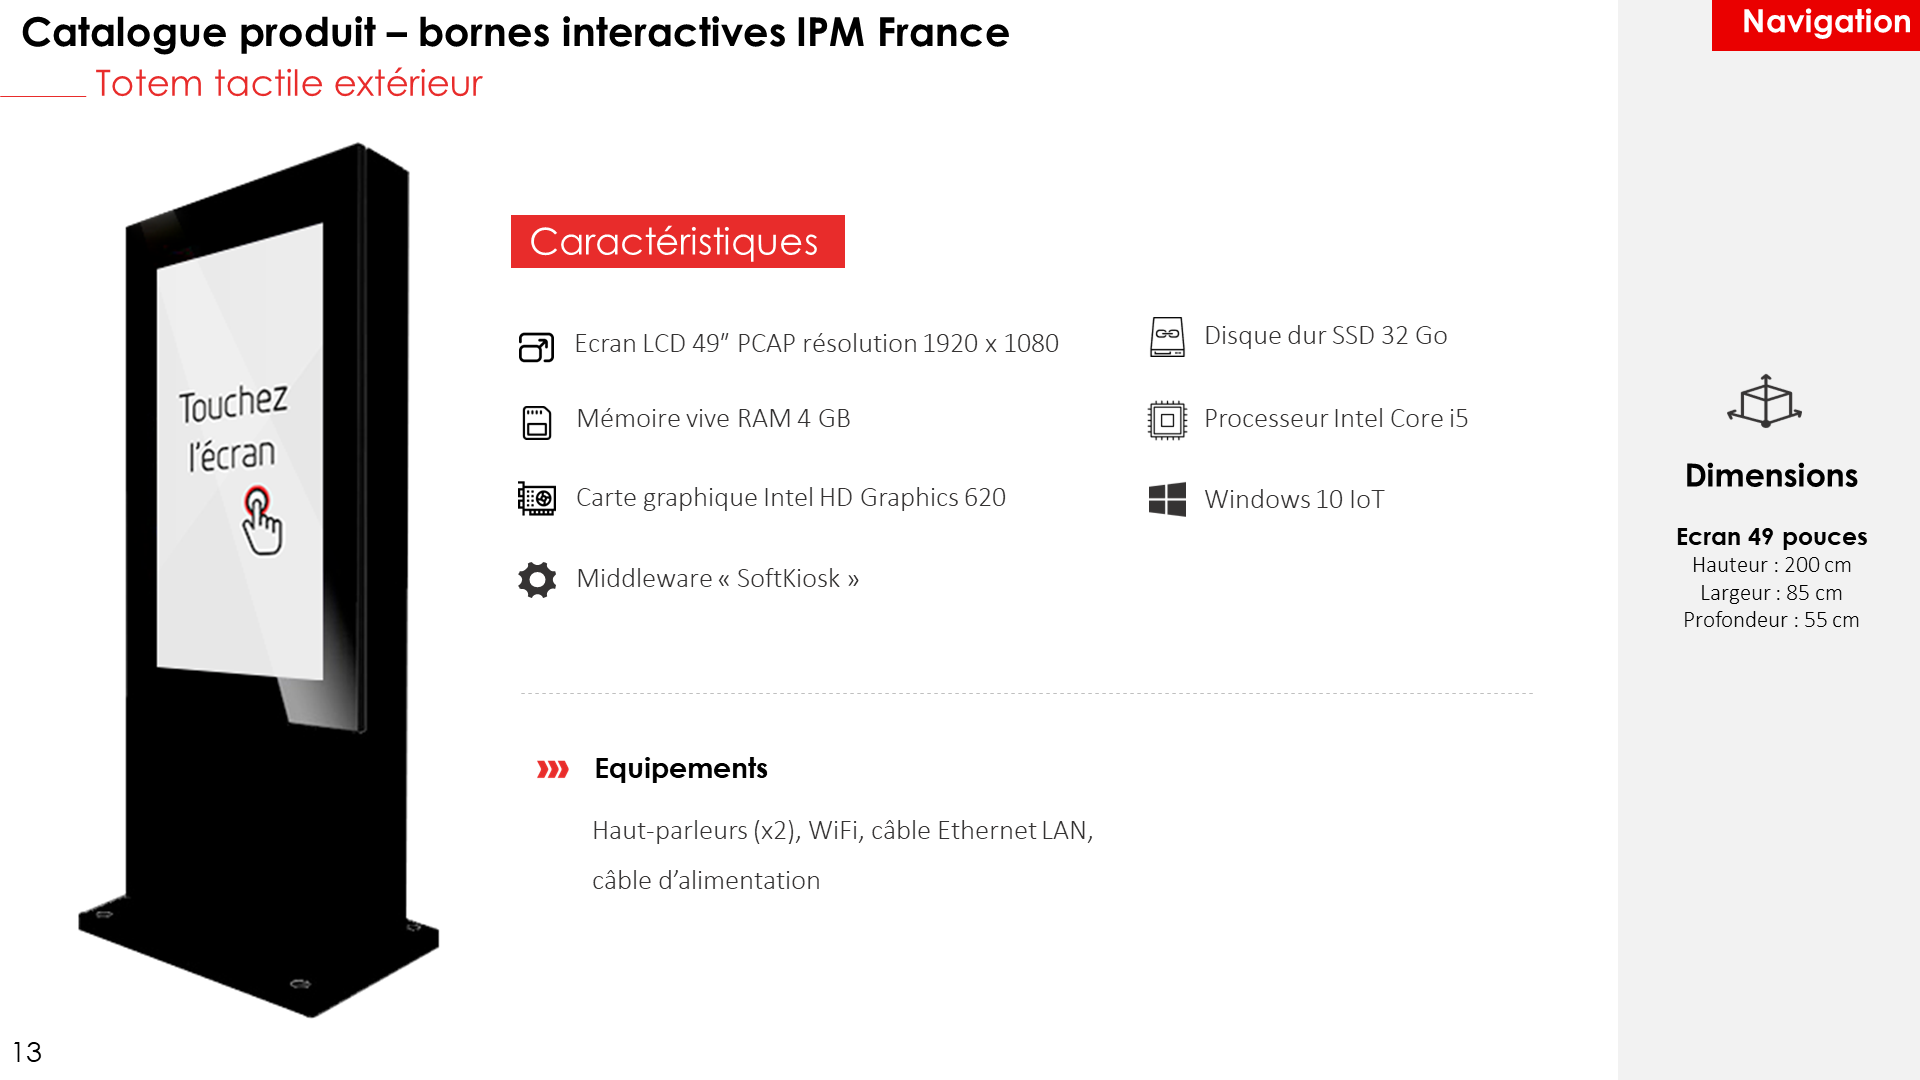 Catalogue produit – bornes interactives IPM France
Navigation
Totem tactile extérieur
Touchez
l'écran
Caractéristiques
Ecran LCD 49” PCAP résolution 1920 x 1080
Mémoire vive RAM 4 GB
Carte graphique Intel HD Graphics 620
Middleware « SoftKiosk »
Disque dur SSD 32 Go
Processeur Intel Core i5
Windows 10 IoT
Equipements
Haut-parleurs (x2), WiFi, câble Ethernet LAN,
câble d’alimentation
Dimensions
Ecran 49 pouces
Hauteur : 200 cm
Largeur : 85 cm
Profondeur : 55 cm
13